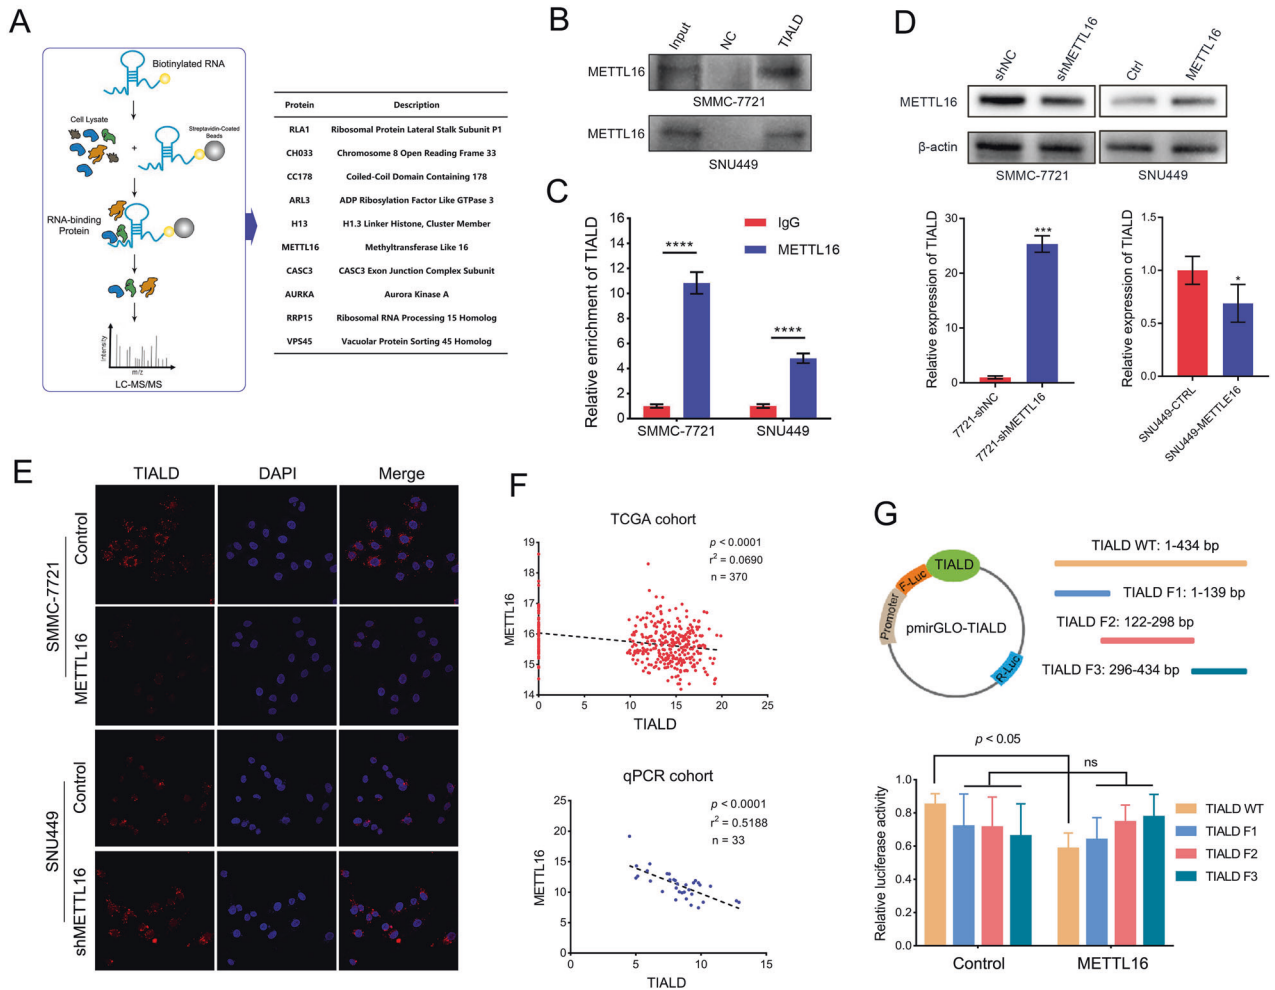 A
Biotinylated RNA
Cell Lysate
+
Streptavidin-Coated
Beads
RNA-binding
Protein
Intensity
m/z
LC-MS/MS
Protein Description
RLA1 Ribosomal Protein Lateral Stalk Subunit P1
CH033 Chromosome 8 Open Reading Frame 33
CC178 Coiled-Coil Domain Containing 178
ARL3 ADP Ribosylation Factor Like GTPase 3
H13 H1.3 Linker Histone, Cluster Member
METTL16 Methyltransferase Like 16
CASC3 CASC3 Exon Junction Complex Subunit
AURKA Aurora Kinase A
RRP15 Ribosomal RNA Processing 15 Homolog
VPS45 Vacuolar Protein Sorting 45 Homolog
B
Input NC TIALD
METTL16
SMMC-7721
METTL16
SNU449
C
Relative enrichment of TIALD
16
14
12
10
8
6
4
2
0
IgG
METTL16
****
****
SMMC-7721 SNU449
D
shNC shMETTL16 Ctrl METTL16
METTL16
β-actin
SMMC-7721 SNU449
Relative expression of TIALD
30
20
10
0
***
7721-shNC
7721-shMETTL16
Relative expression of TIALD
1.5
1.0
0.5
0.0
*
SNU449-CTRL
SNU449-METTLE16
E
TIALD DAPI Merge
SMMC-7721
Control
METTL16
SNU449
Control
shMETTL16
F
TCGA cohort
p < 0.0001
r2 = 0.0690
n = 370
METTL16
19
18
17
16
15
14
0 5 10 15 20 25
TIALD
qPCR cohort
p < 0.0001
r2 = 0.5188
n = 33
METTL16
25
20
15
10
5
0
0 5 10 15
TIALD
G
Promoter
F-Luc
TIALD
pmirGLO-TIALD
R-Luc
TIALD WT: 1-434 bp
TIALD F1: 1-139 bp
TIALD F2: 122-298 bp
TIALD F3: 296-434 bp
p < 0.05
ns
Relative luciferase activity
1.0
0.8
0.6
0.4
0.2
0.0
Control METTL16
TIALD WT
TIALD F1
TIALD F2
TIALD F3